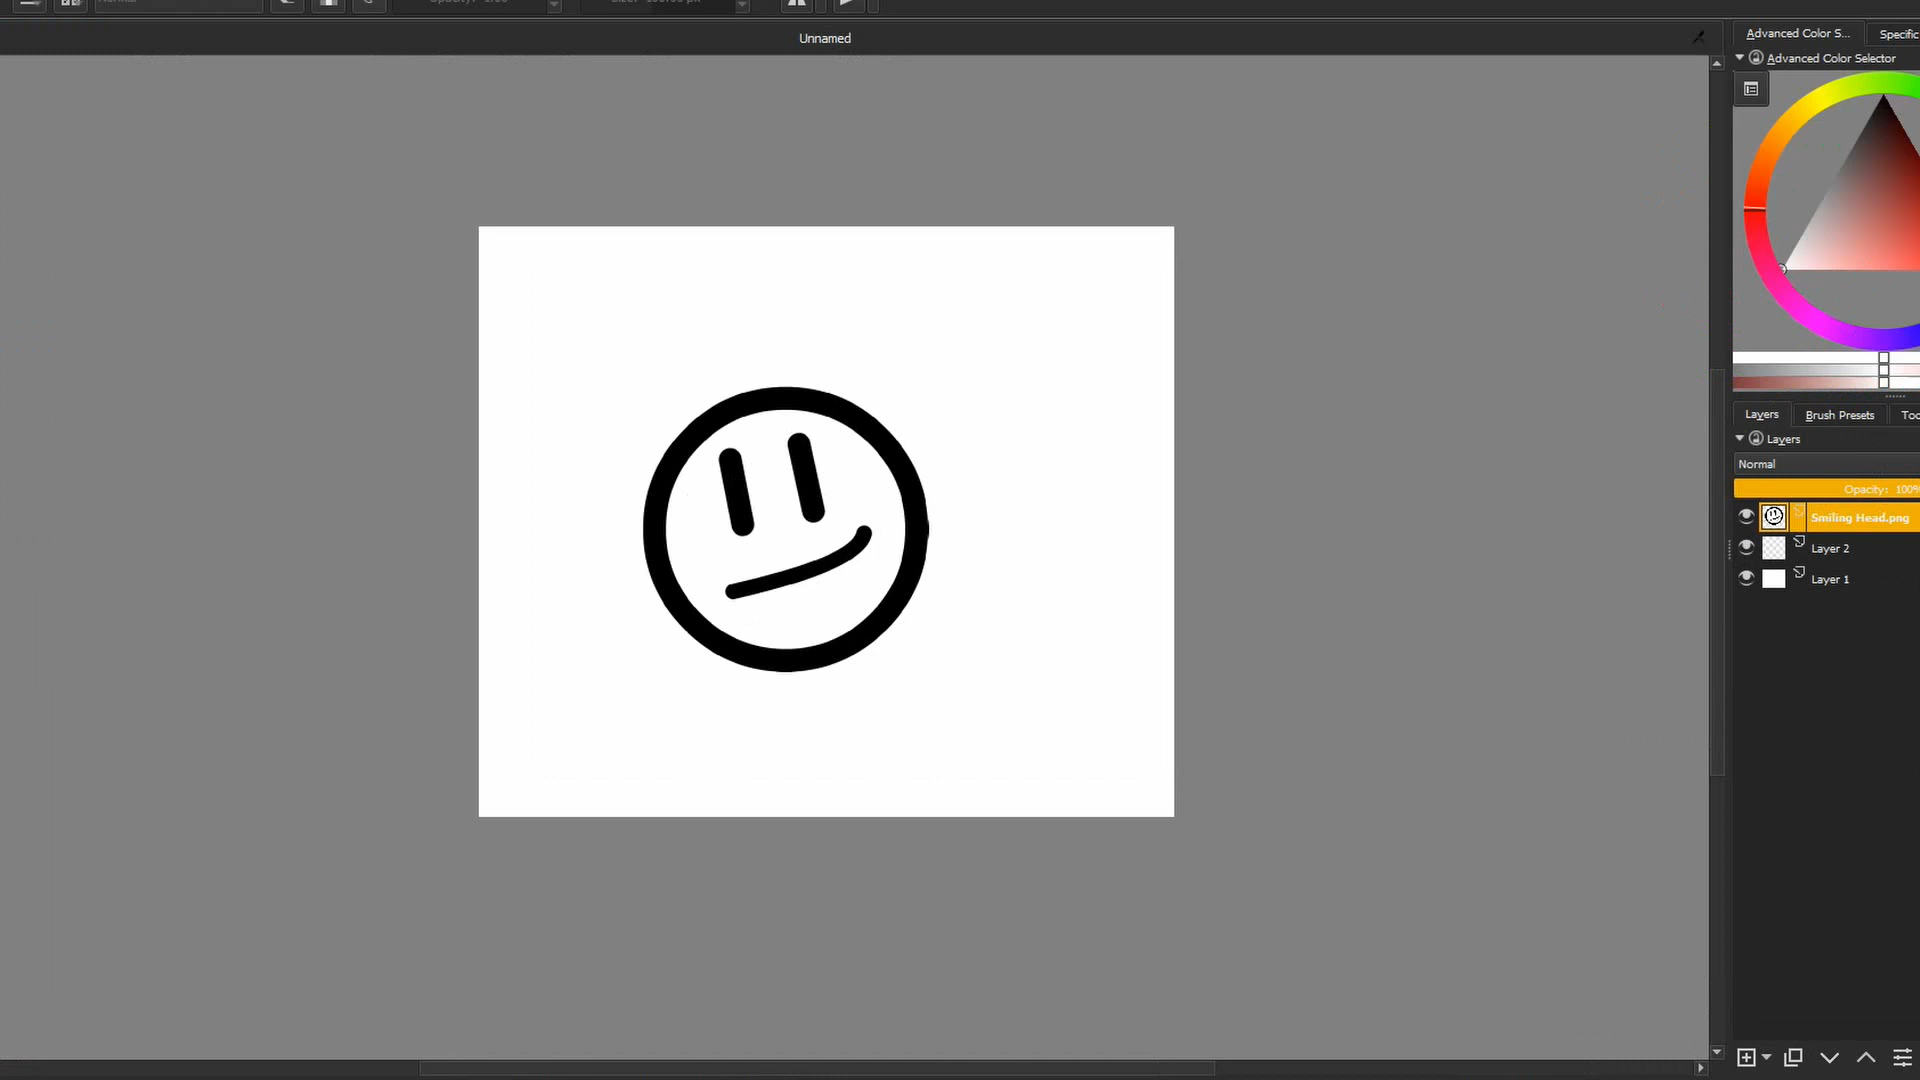 Unnamed
Advanced Color S...
Specific
Advanced Color Selector
Layers
Brush Presets
Too
Layers
Normal
Opacity: 100%
Smiling Head.png
Layer 2
Layer 1